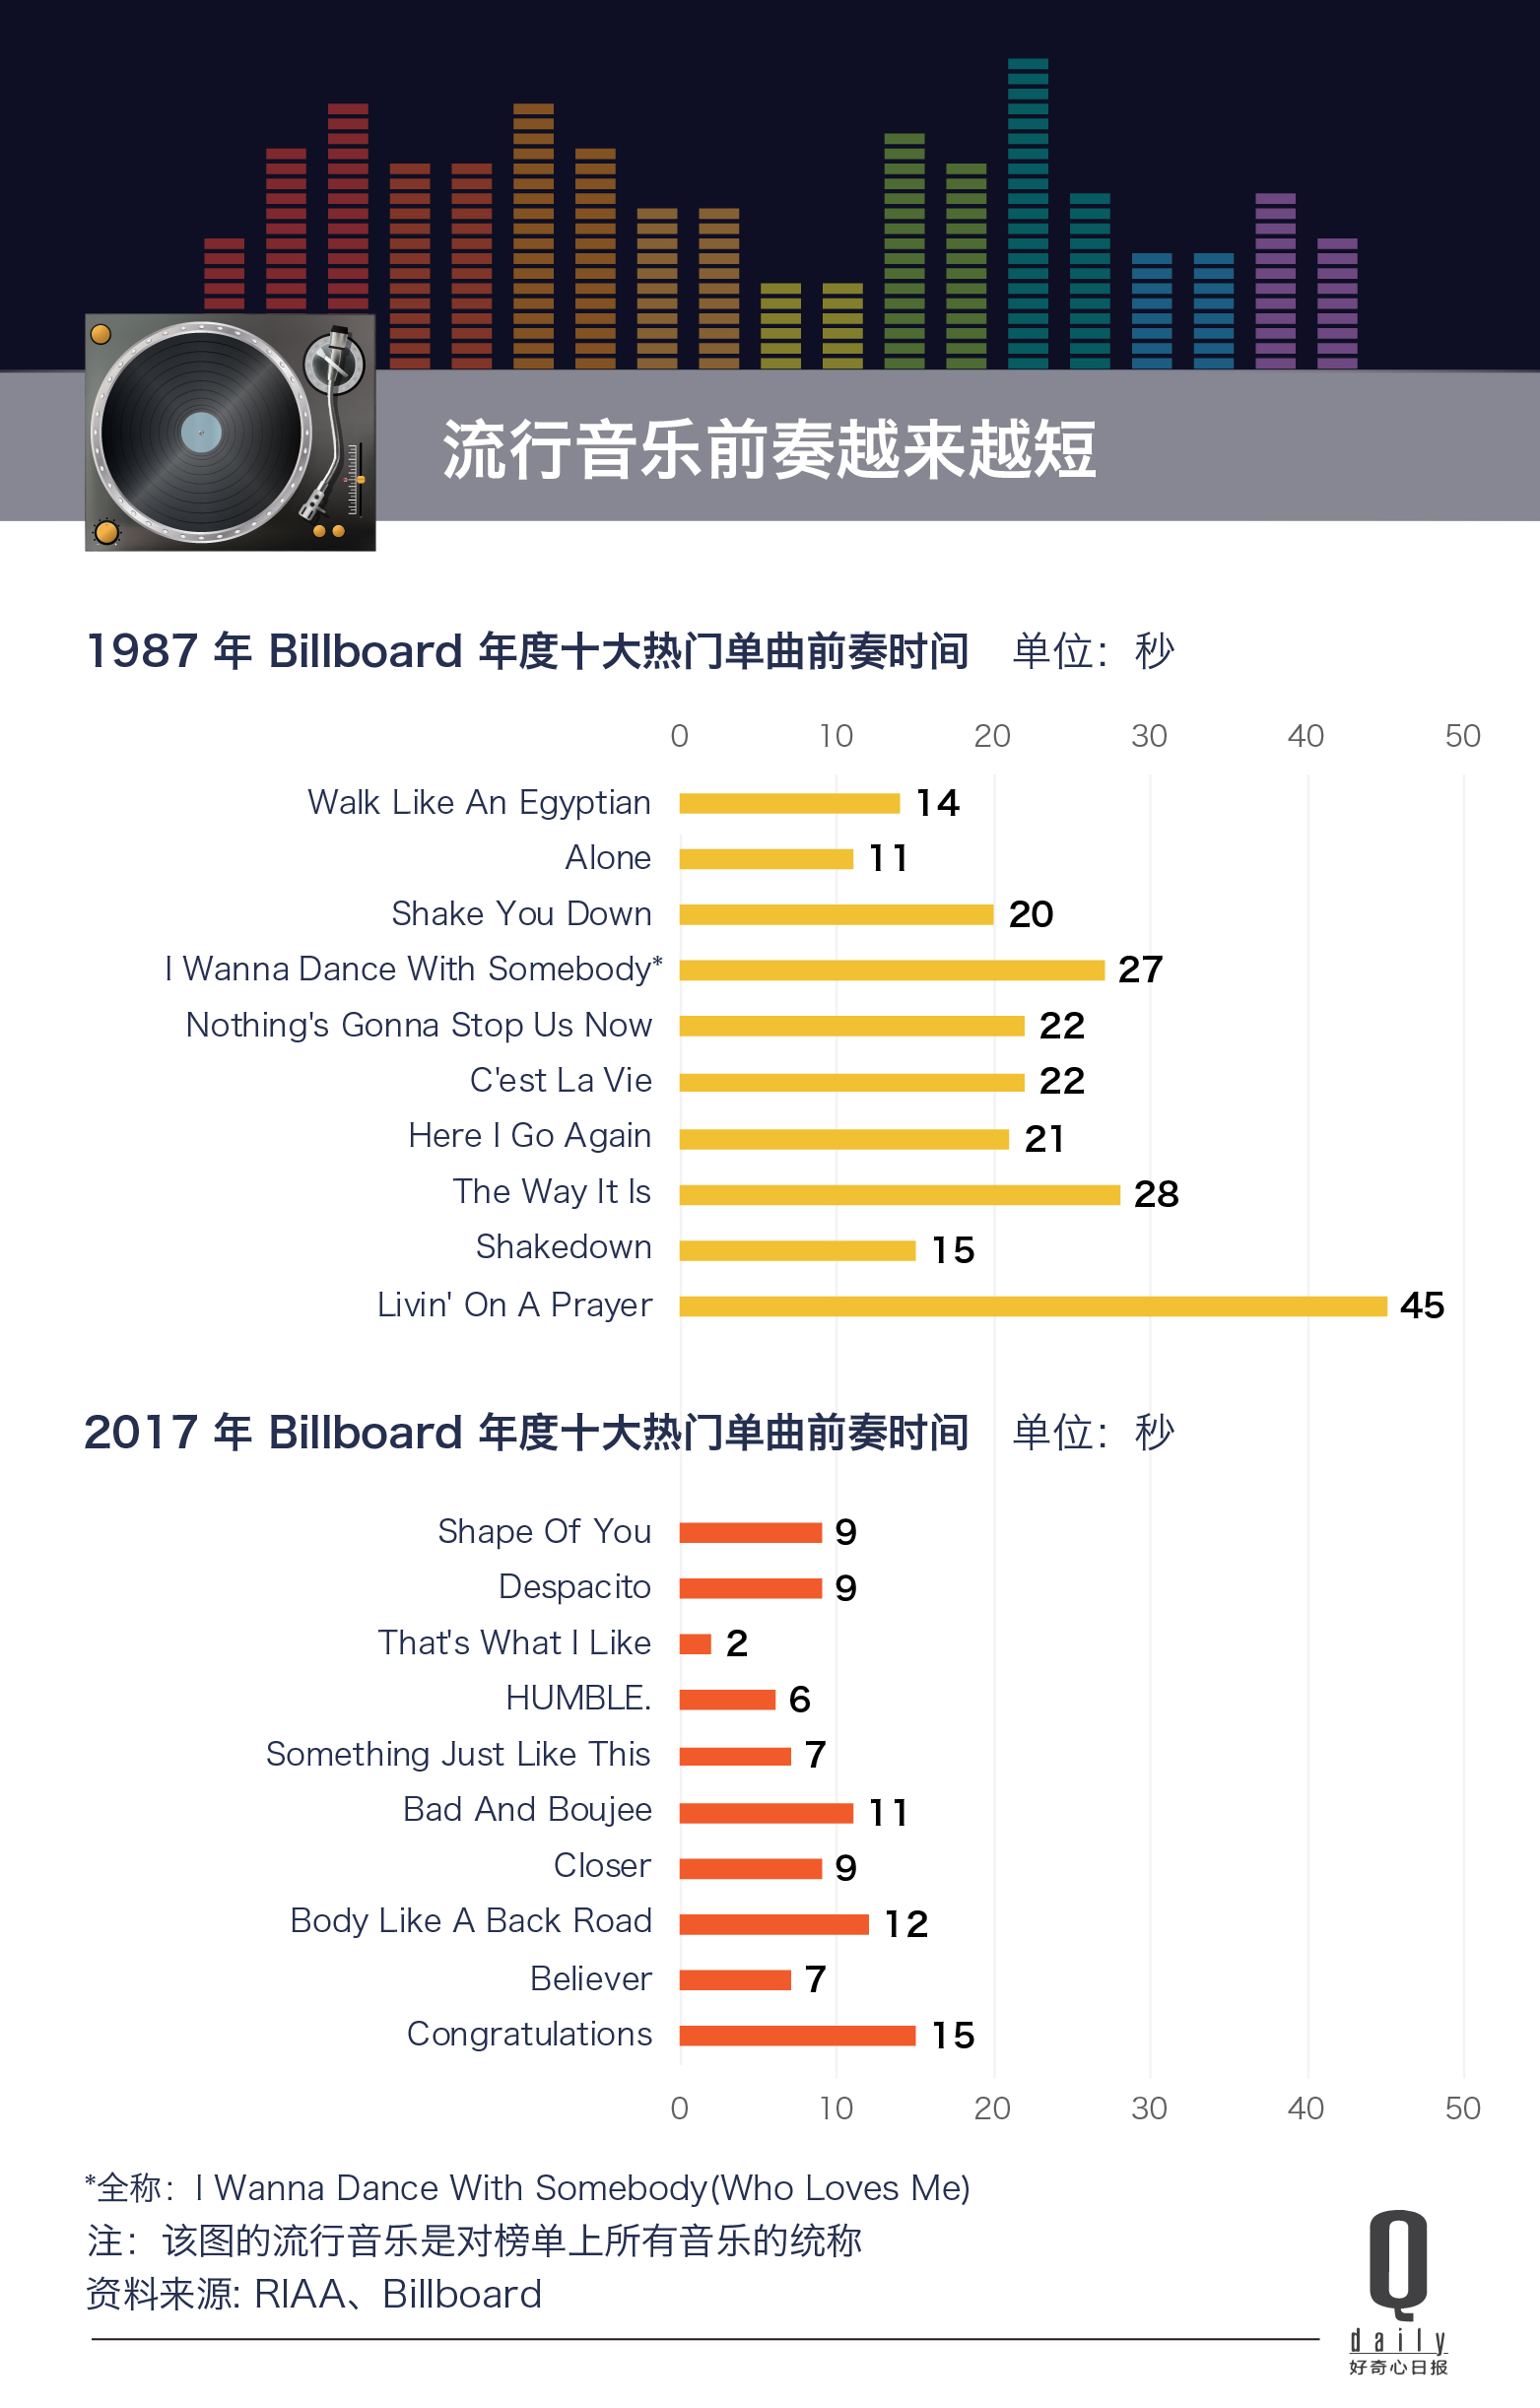 流行音乐前奏越来越短
1987 年 Billboard 年度十大热门单曲前奏时间 单位：秒
0 10 20 30 40 50
Walk Like An Egyptian 14
Alone 11
Shake You Down 20
I Wanna Dance With Somebody* 27
Nothing's Gonna Stop Us Now 22
C'est La Vie 22
Here I Go Again 21
The Way It Is 28
Shakedown 15
Livin' On A Prayer 45
2017 年 Billboard 年度十大热门单曲前奏时间 单位：秒
Shape Of You 9
Despacito 9
That's What I Like 2
HUMBLE. 6
Something Just Like This 7
Bad And Boujee 11
Closer 9
Body Like A Back Road 12
Believer 7
Congratulations 15
0 10 20 30 40 50
*全称：I Wanna Dance With Somebody(Who Loves Me)
注：该图的流行音乐是对榜单上所有音乐的统称
资料来源: RIAA、Billboard
Q
daily
好奇心日报